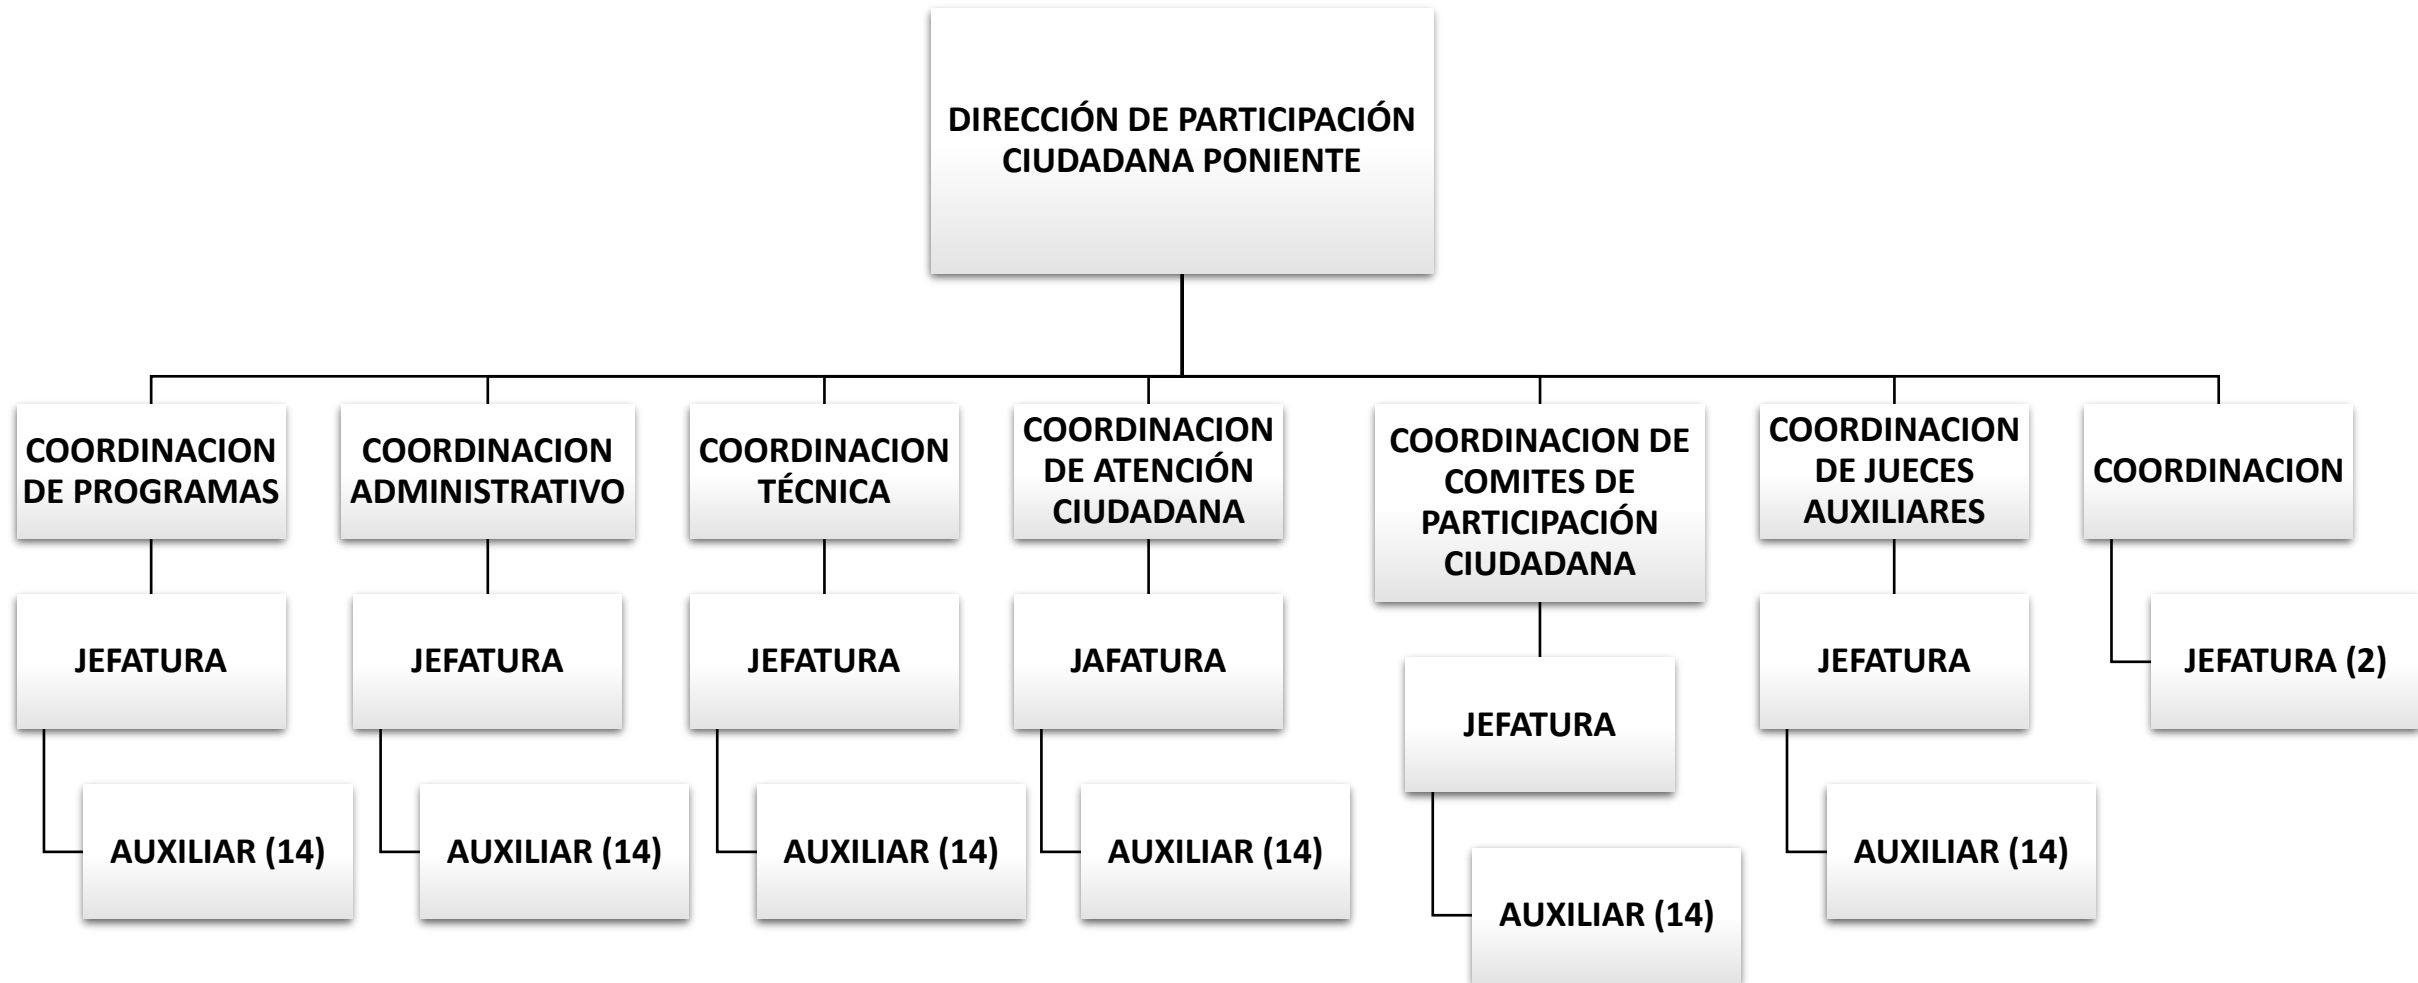 DIRECCIÓN DE PARTICIPACIÓN
CIUDADANA PONIENTE
COORDINACION
DE PROGRAMAS
COORDINACION
ADMINISTRATIVO
COORDINACION
TÉCNICA
COORDINACION
DE ATENCIÓN
CIUDADANA
COORDINACION DE
COMITES DE
PARTICIPACIÓN
CIUDADANA
COORDINACION
DE JUECES
AUXILIARES
COORDINACION
JEFATURA
JEFATURA
JEFATURA
JAFATURA
JEFATURA
JEFATURA
JEFATURA (2)
AUXILIAR (14)
AUXILIAR (14)
AUXILIAR (14)
AUXILIAR (14)
AUXILIAR (14)
AUXILIAR (14)